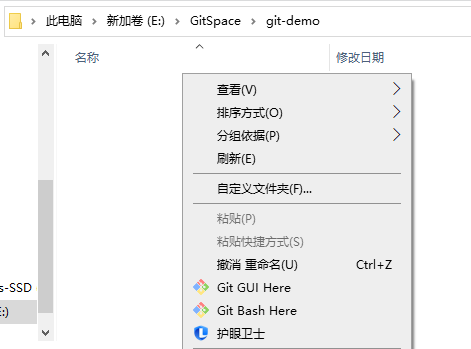 此电脑 > 新加卷 (E:) > GitSpace > git-demo
名称 修改日期
查看(V)
排序方式(O)
分组依据(P)
刷新(E)
自定义文件夹(F)...
粘贴(P)
粘贴快捷方式(S)
撤消 重命名(U) Ctrl+Z
Git GUI Here
s-SSD
Git Bash Here
E:)
护眼卫士